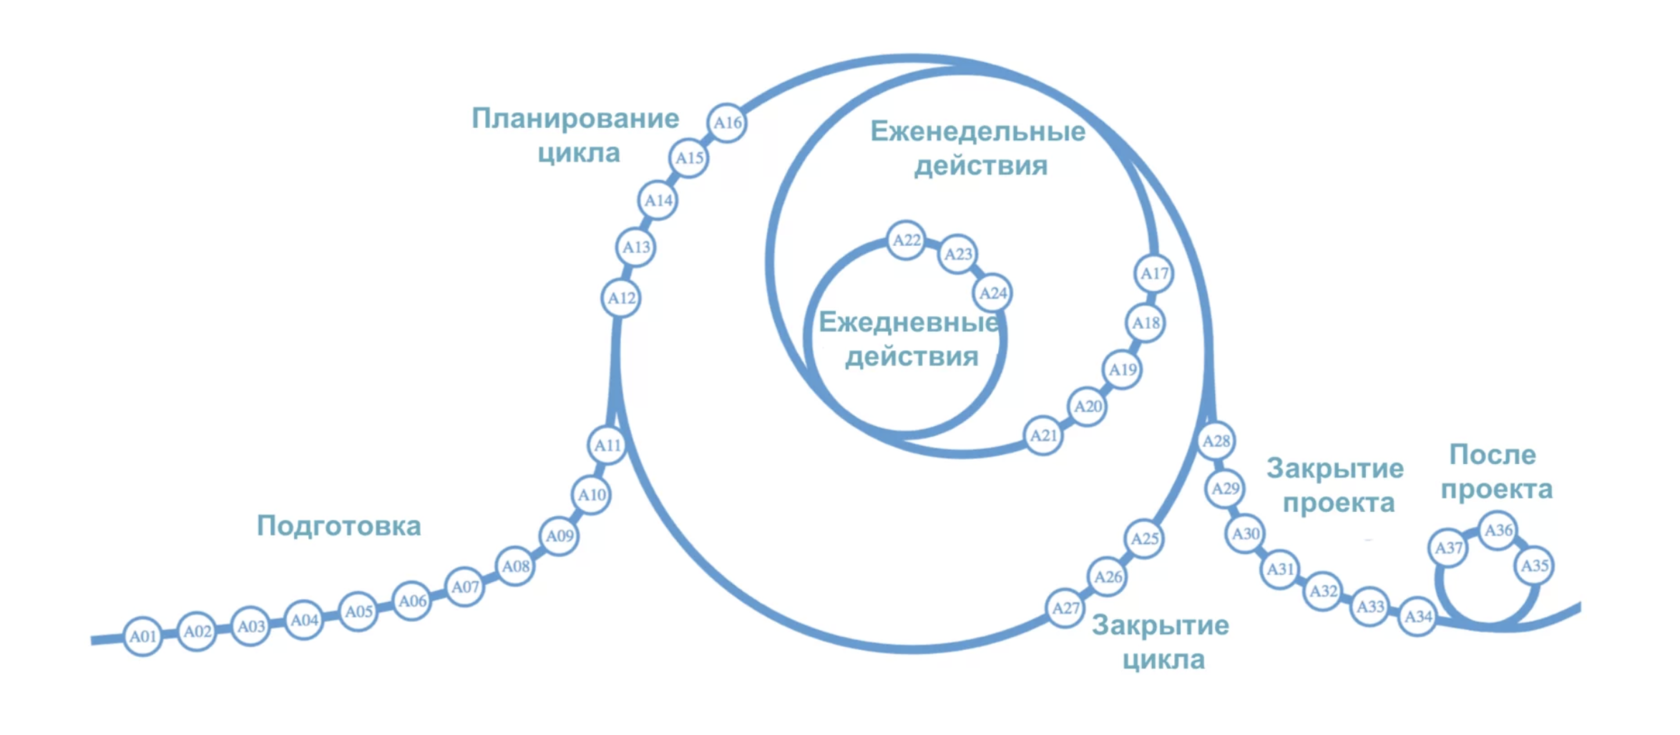 Подготовка
A01
A02
A03
A04
A05
A06
A07
A08
A09
A10
A11
Планирование
цикла
A12
A13
A14
A15
A16
Еженедельные
действия
A17
A18
A19
A20
A21
Ежедневные
действия
A22
A23
A24
Закрытие
цикла
A25
A26
A27
Закрытие
проекта
A28
A29
A30
A31
A32
A33
A34
После
проекта
A35
A36
A37